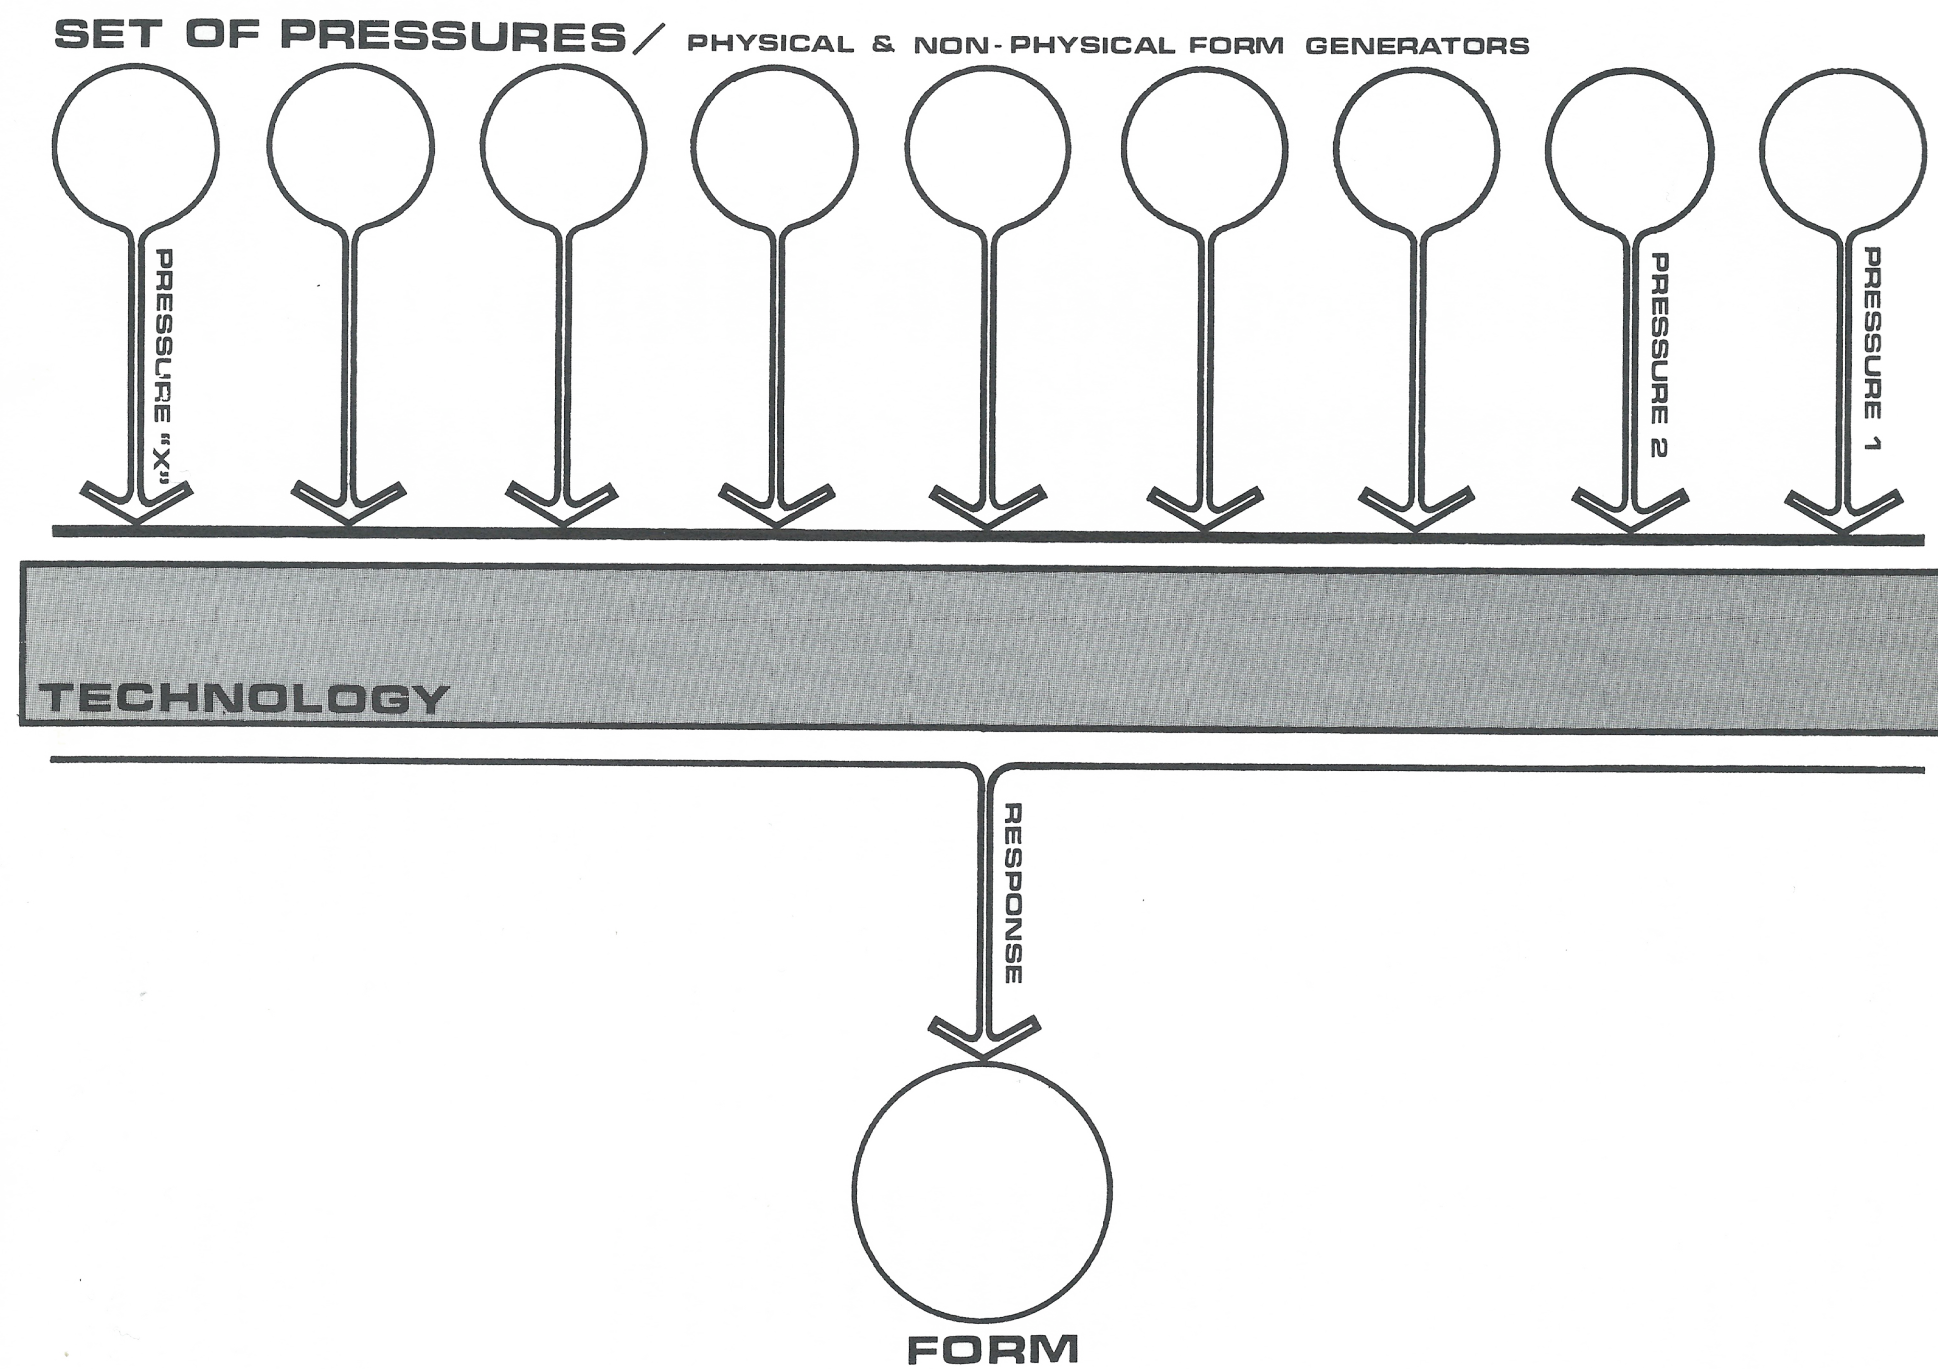 SET OF PRESSURES/ PHYSICAL & NON-PHYSICAL FORM GENERATORS
PRESSURE "X"
PRESSURE 2
PRESSURE 1
TECHNOLOGY
RESPONSE
FORM